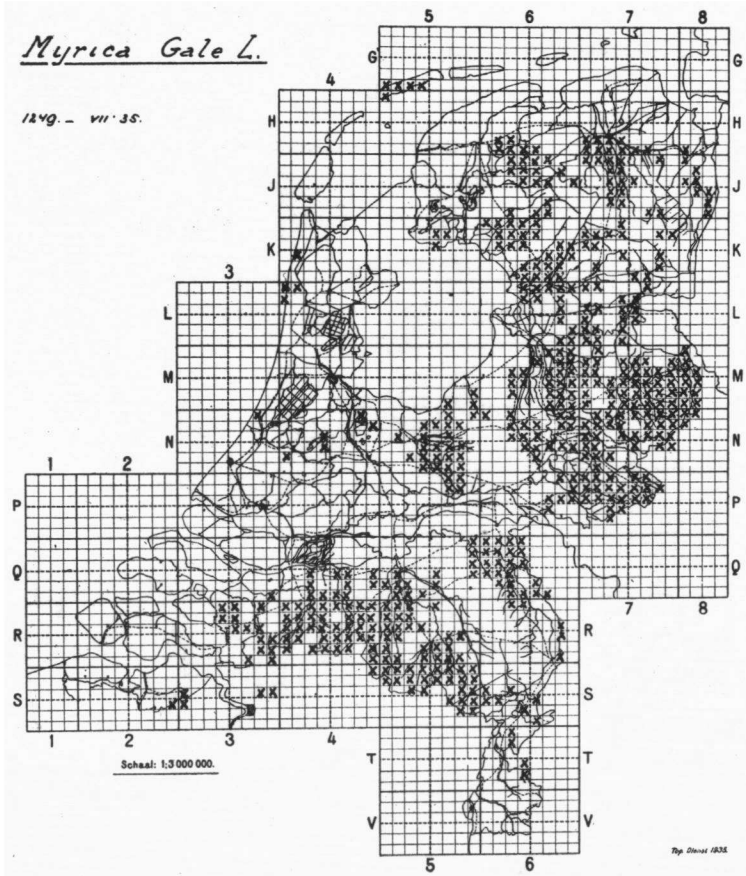 Myrica Gale L.
1249. - VII. 35.
5 6 7 8
G G
4
H H
J J
K K
3
L L
M M
N N
1 2
P P
Q Q
7 8
R R
S S
1 2 3 4
Schaal: 1:3 000 000.
T T
V V
5 6
Top. Dienst 1935.